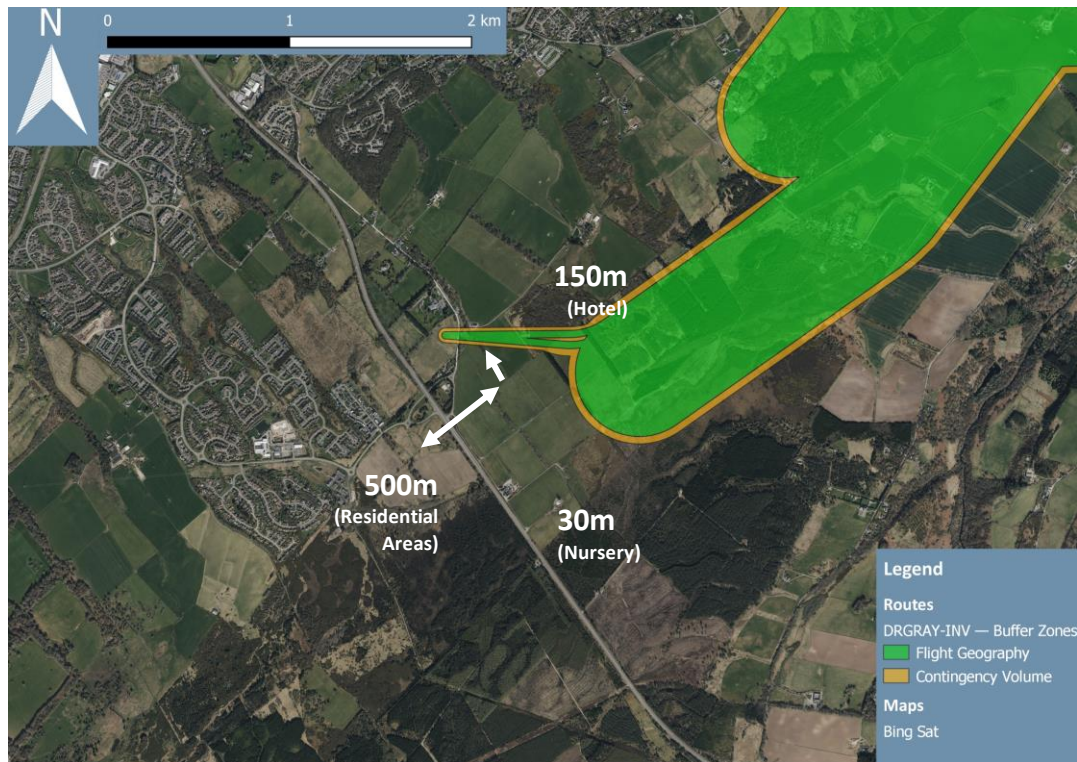 N
0 1 2 km
150m
(Hotel)
500m
(Residential
Areas)
30m
(Nursery)
Legend
Routes
DRGRAY-INV — Buffer Zones
Flight Geography
Contingency Volume
Maps
Bing Sat